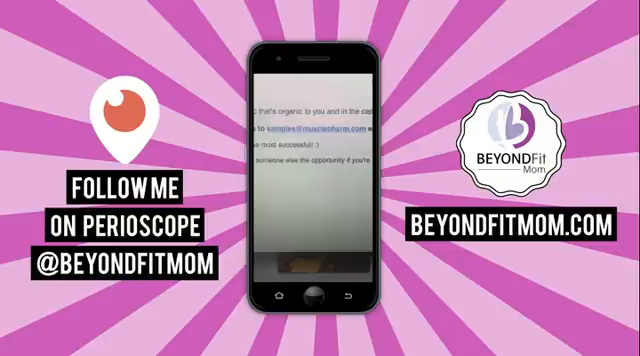 FOLLOW ME
ON PERIOSCOPE
@BEYONDFITMOM
that's organic to you and in the
to samples@musclepharm.com
most successful! :)
someone else the opportunity if you're
BEYONDFit
Mom
BEYONDFITMOM.COM